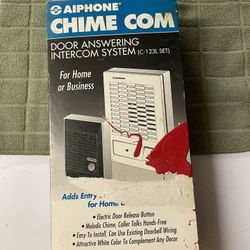 AIPHONE®
CHIME COM
DOOR ANSWERING
INTERCOM SYSTEM (C-123L SET)
For Home
or Business
Adds Entry
for Home
• Electric Door Release Button
• Melodic Chime, Caller Talks Hands-Free
• Easy To Install, Can Use Existing Doorbell Wiring
• Attractive White Color To Complement Any Decor